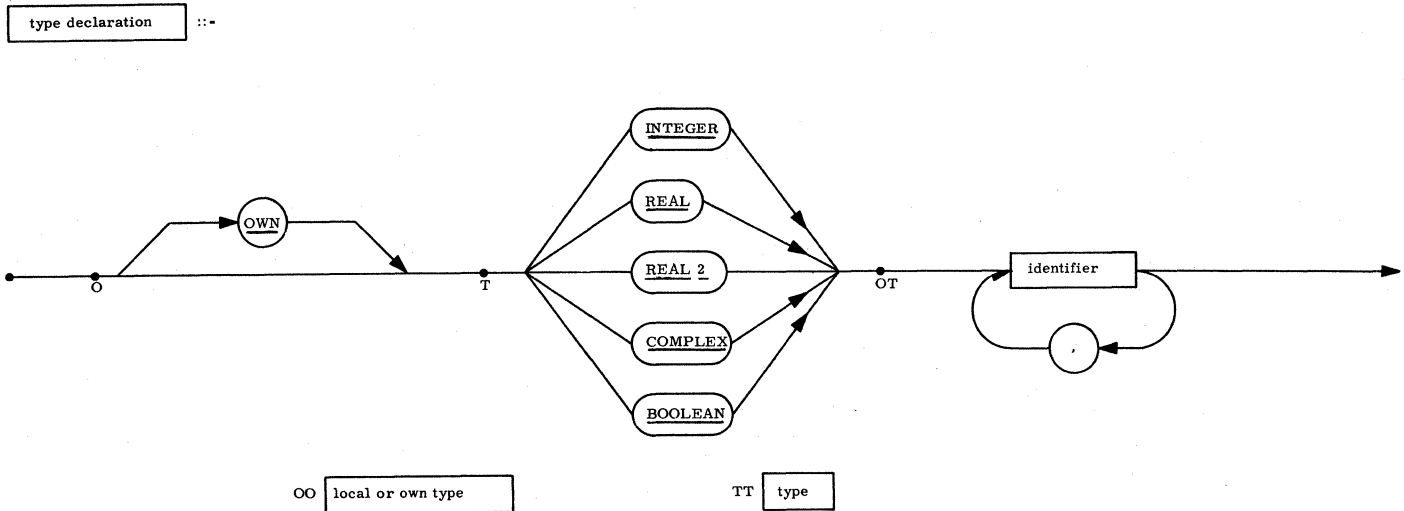 type declaration ::-
INTEGER
REAL
OWN
REAL 2
identifier
O
T
OT
COMPLEX
,
BOOLEAN
OO local or own type
TT type